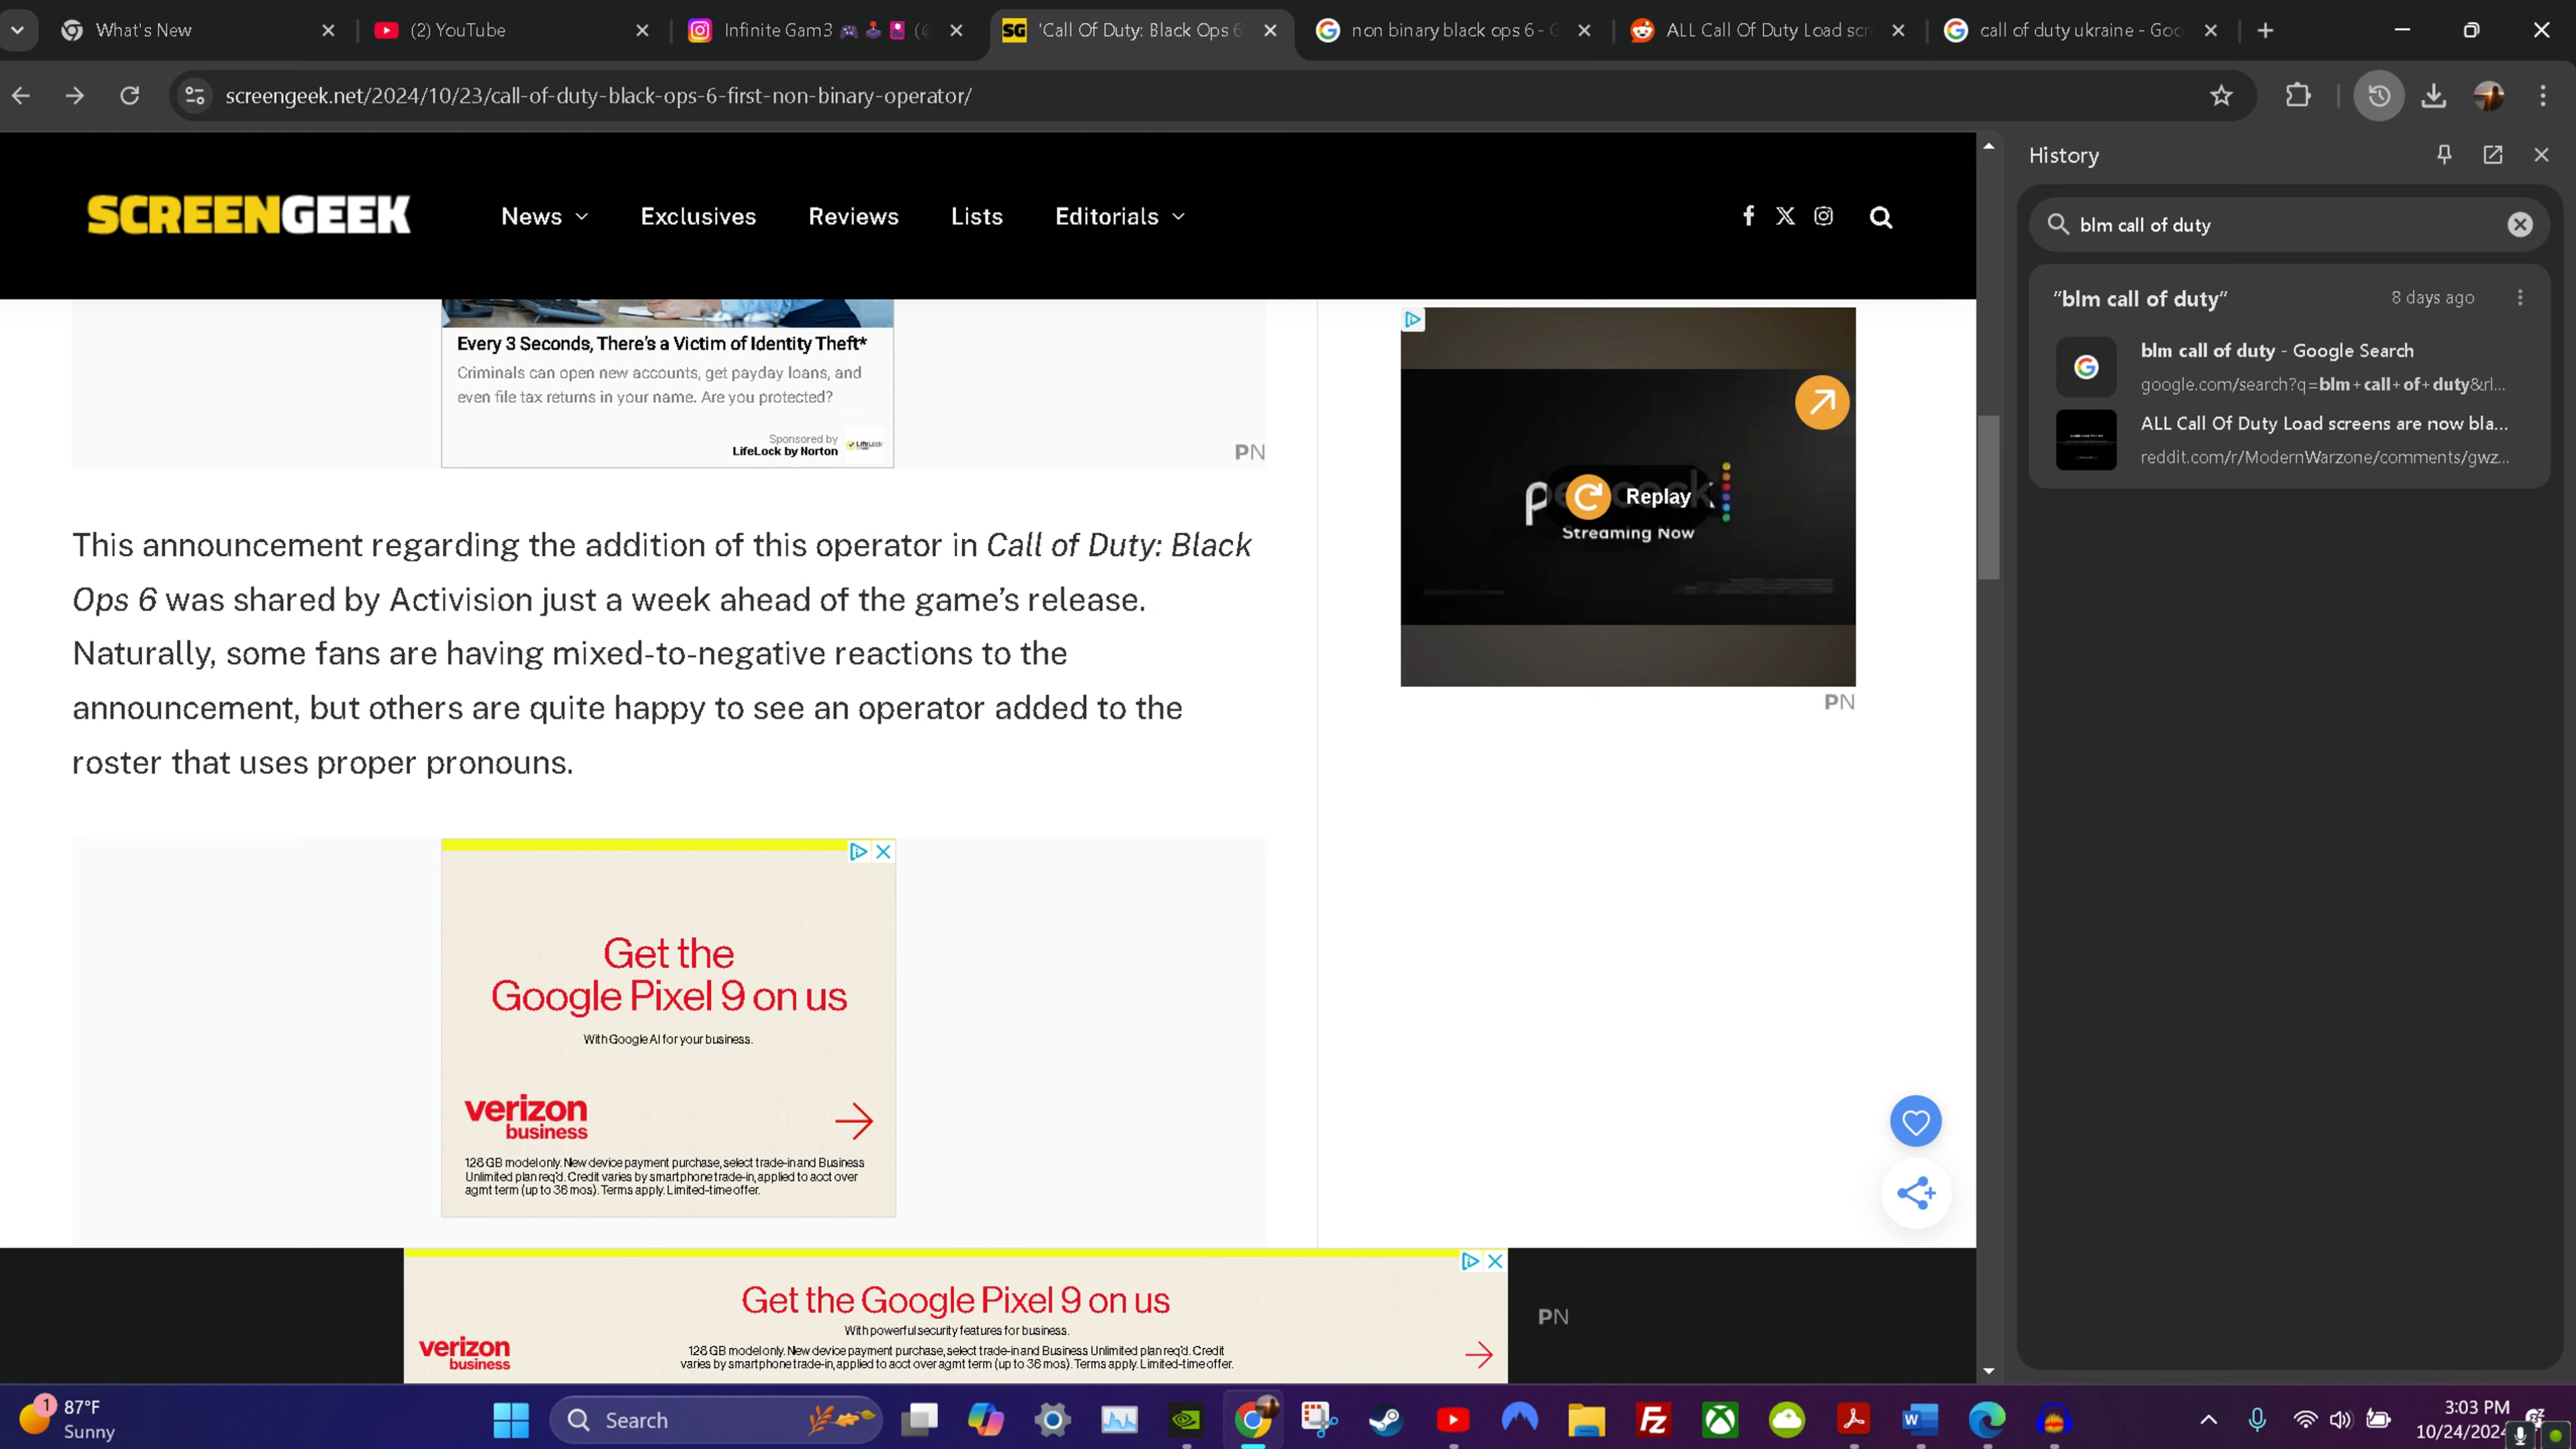 What's New
(2) YouTube
Infinite Gam3
'Call Of Duty: Black Ops 6
non binary black ops 6 - G
ALL Call Of Duty Load scr
call of duty ukraine - Goo
screengeek.net/2024/10/23/call-of-duty-black-ops-6-first-non-binary-operator/
SCREENGEEK
News
Exclusives
Reviews
Lists
Editorials
History
blm call of duty
"blm call of duty"
8 days ago
blm call of duty - Google Search
google.com/search?q=blm+call+of+duty&rl...
ALL Call Of Duty Load screens are now bla...
reddit.com/r/ModernWarzone/comments/gwz...
Every 3 Seconds, There's a Victim of Identity Theft*
Criminals can open new accounts, get payday loans, and
even file tax returns in your name. Are you protected?
Sponsored by
LifeLock by Norton
LifeLock
PN
Replay
Streaming Now
PN
This announcement regarding the addition of this operator in Call of Duty: Black
Ops 6 was shared by Activision just a week ahead of the game's release.
Naturally, some fans are having mixed-to-negative reactions to the
announcement, but others are quite happy to see an operator added to the
roster that uses proper pronouns.
Get the
Google Pixel 9 on us
With Google AI for your business.
verizon
business
128 GB model only. New device payment purchase, select trade-in and Business
Unlimited plan req'd. Credit varies by smartphone trade-in, applied to acct over
agmt term (up to 36 mos). Terms apply. Limited-time offer.
Get the Google Pixel 9 on us
With powerful security features for business.
verizon
business
128 GB model only. New device payment purchase, select trade-in and Business Unlimited plan req'd. Credit
varies by smartphone trade-in, applied to acct over agmt term (up to 36 mos). Terms apply. Limited-time offer.
PN
1
87°F
Sunny
Search
3:03 PM
10/24/2024